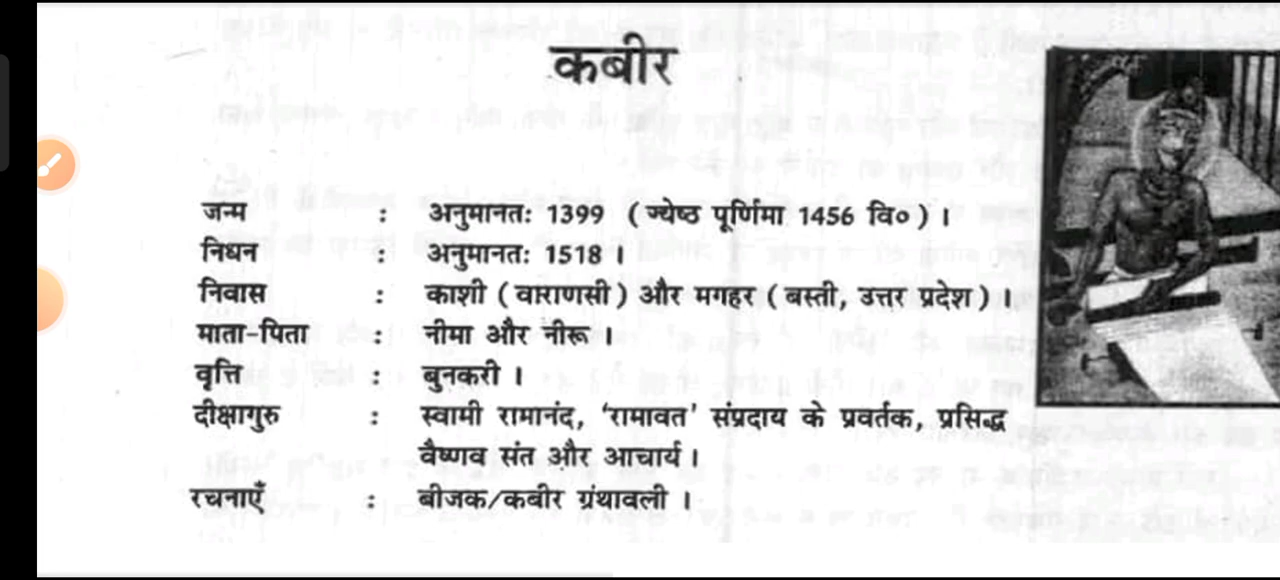 कबीर
जन्म : अनुमानतः 1399 (ज्येष्ठ पूर्णिमा 1456 वि०) ।
निधन : अनुमानतः 1518 ।
निवास : काशी (वाराणसी) और मगहर (बस्ती, उत्तर प्रदेश) ।
माता-पिता : नीमा और नीरू ।
वृत्ति : बुनकरी ।
दीक्षागुरु : स्वामी रामानंद, ‘रामावत’ संप्रदाय के प्रवर्तक, प्रसिद्ध
वैष्णव संत और आचार्य ।
रचनाएँ : बीजक/कबीर ग्रंथावली ।